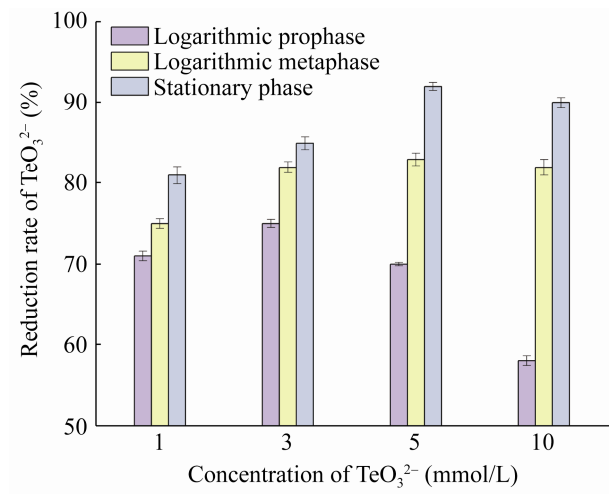 100
90
80
70
60
50
Reduction rate of TeO₃²⁻ (%)
Logarithmic prophase
Logarithmic metaphase
Stationary phase
1 3 5 10
Concentration of TeO₃²⁻ (mmol/L)